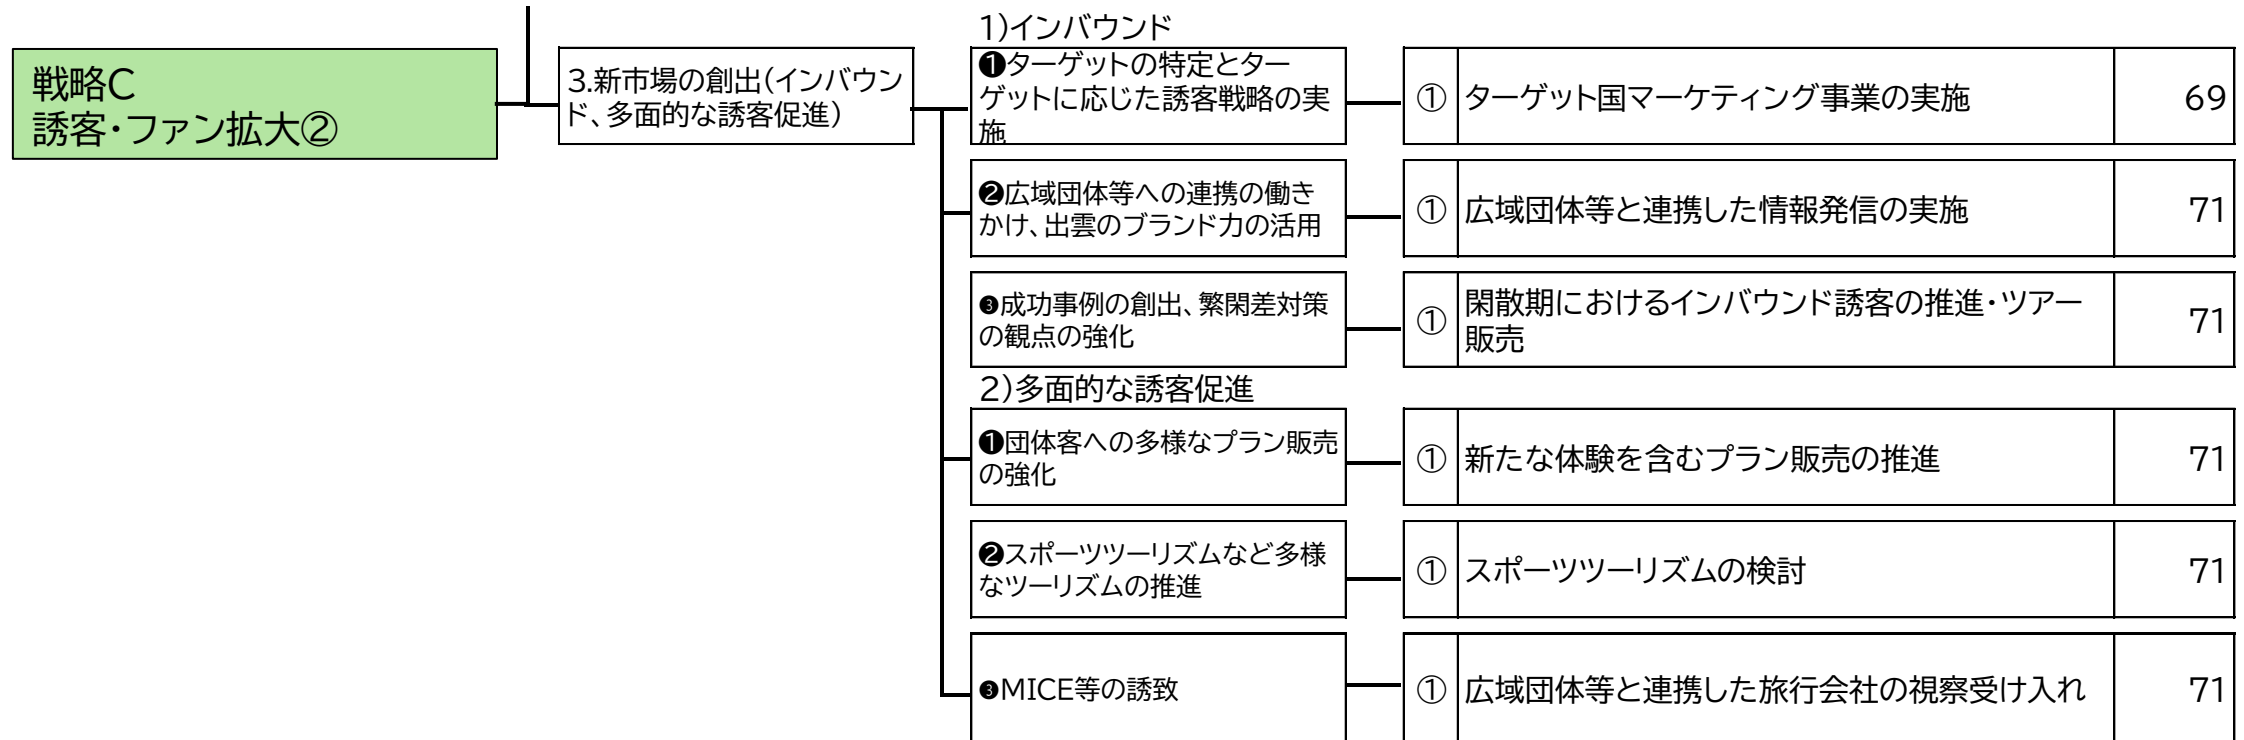 戦略C
誘客・ファン拡大②
3.新市場の創出(インバウン
ド、多面的な誘客促進)
1)インバウンド
❶ターゲットの特定とター
ゲットに応じた誘客戦略の実
施
① ターゲット国マーケティング事業の実施 69
❷広域団体等への連携の働き
かけ、出雲のブランド力の活用
① 広域団体等と連携した情報発信の実施 71
❸成功事例の創出、繁閑差対策
の観点の強化
① 閑散期におけるインバウンド誘客の推進・ツアー
販売 71
2)多面的な誘客促進
❶団体客への多様なプラン販売
の強化
① 新たな体験を含むプラン販売の推進 71
❷スポーツツーリズムなど多様
なツーリズムの推進
① スポーツツーリズムの検討 71
❸MICE等の誘致
① 広域団体等と連携した旅行会社の視察受け入れ 71